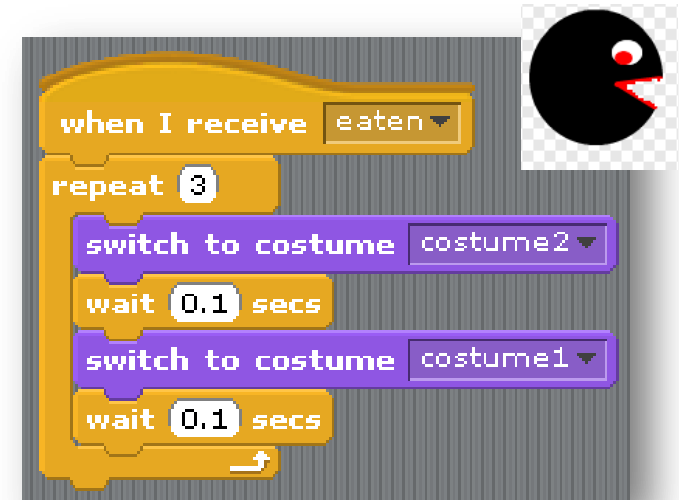 when I receive eaten
repeat 3
switch to costume costume2
wait 0.1 secs
switch to costume costume1
wait 0.1 secs